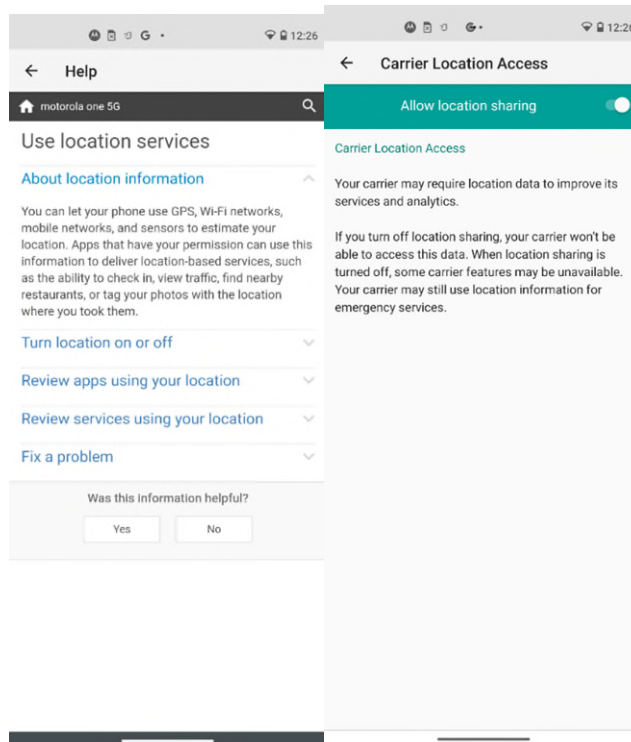 12:26
Help
motorola one 5G
Use location services
About location information
You can let your phone use GPS, Wi-Fi networks,
mobile networks, and sensors to estimate your
location. Apps that have your permission can use this
information to deliver location-based services, such
as the ability to check in, view traffic, find nearby
restaurants, or tag your photos with the location
where you took them.
Turn location on or off
Review apps using your location
Review services using your location
Fix a problem
Was this information helpful?
Yes
No
12:26
Carrier Location Access
Allow location sharing
Carrier Location Access
Your carrier may require location data to improve its
services and analytics.
If you turn off location sharing, your carrier won't be
able to access this data. When location sharing is
turned off, some carrier features may be unavailable.
Your carrier may still use location information for
emergency services.